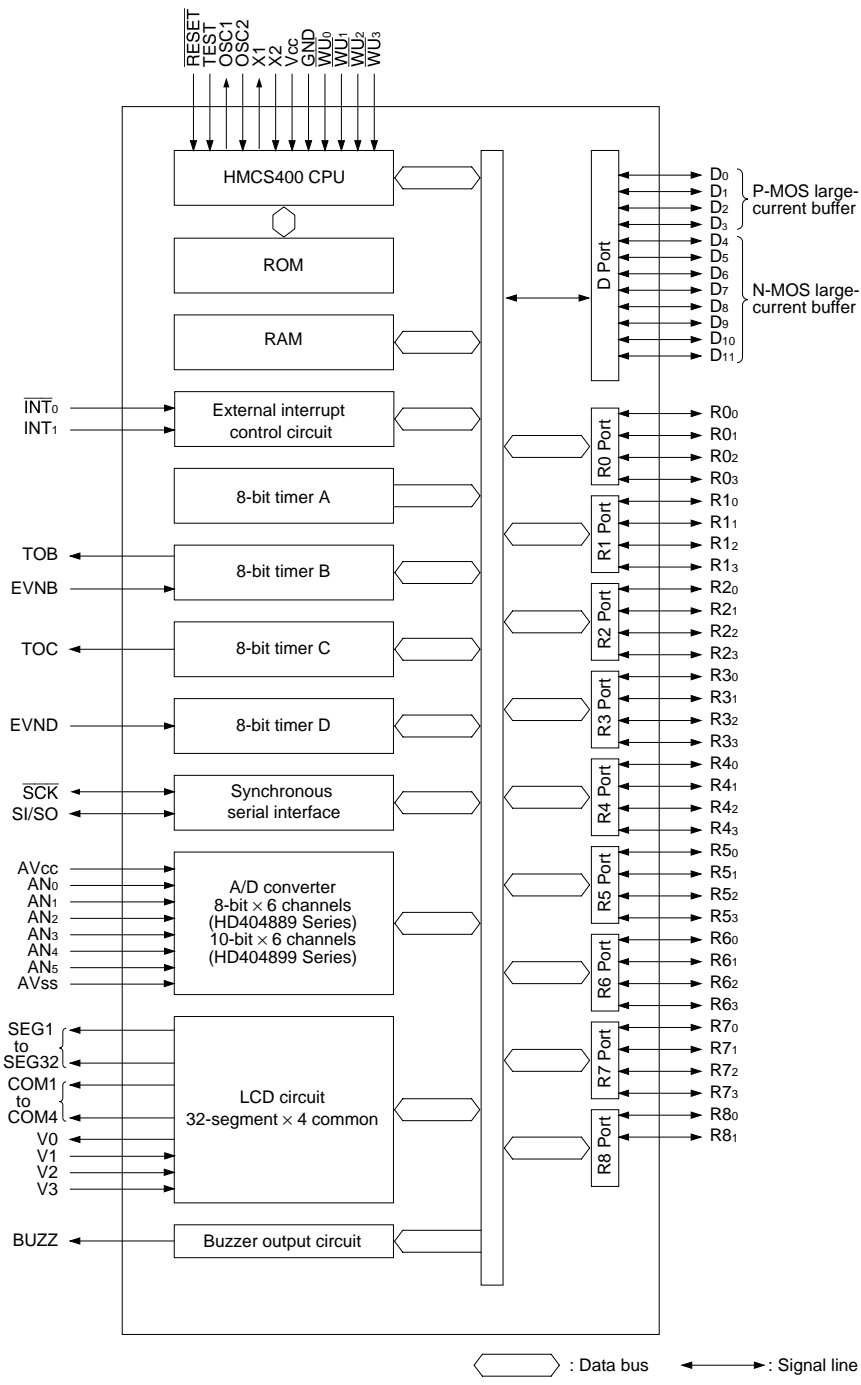 RESET
TEST
OSC1
OSC2
X1
X2
Vcc
GND
WU0
WU1
WU2
WU3
HMCS400 CPU
ROM
RAM
INT0
INT1
External interrupt
control circuit
8-bit timer A
TOB
EVNB
8-bit timer B
TOC
8-bit timer C
EVND
8-bit timer D
SCK
SI/SO
Synchronous
serial interface
AVcc
AN0
AN1
AN2
AN3
AN4
AN5
AVss
A/D converter
8-bit × 6 channels
(HD404889 Series)
10-bit × 6 channels
(HD404899 Series)
SEG1
to
SEG32
COM1
to
COM4
V0
V1
V2
V3
LCD circuit
32-segment × 4 common
BUZZ
Buzzer output circuit
D Port
D0
D1
D2
D3
D4
D5
D6
D7
D8
D9
D10
D11
P-MOS large-
current buffer
N-MOS large-
current buffer
R0 Port
R00
R01
R02
R03
R1 Port
R10
R11
R12
R13
R2 Port
R20
R21
R22
R23
R3 Port
R30
R31
R32
R33
R4 Port
R40
R41
R42
R43
R5 Port
R50
R51
R52
R53
R6 Port
R60
R61
R62
R63
R7 Port
R70
R71
R72
R73
R8 Port
R80
R81
: Data bus
: Signal line